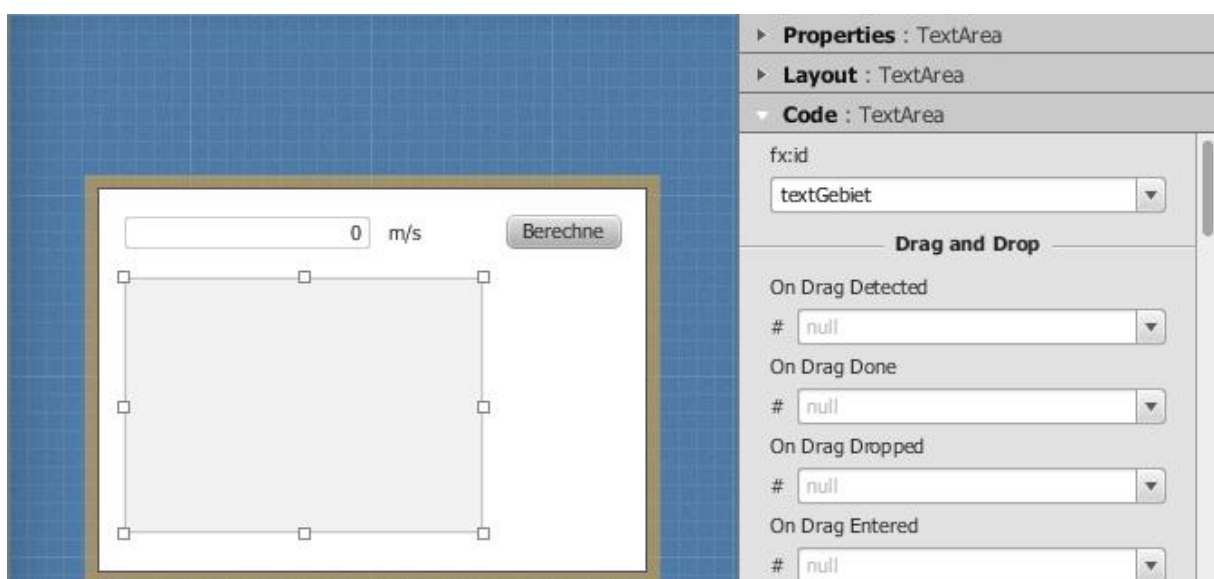 Properties : TextArea
Layout : TextArea
Code : TextArea
fx:id
textGebiet
0 m/s Berechne
Drag and Drop
On Drag Detected
# null
On Drag Done
# null
On Drag Dropped
# null
On Drag Entered
# null